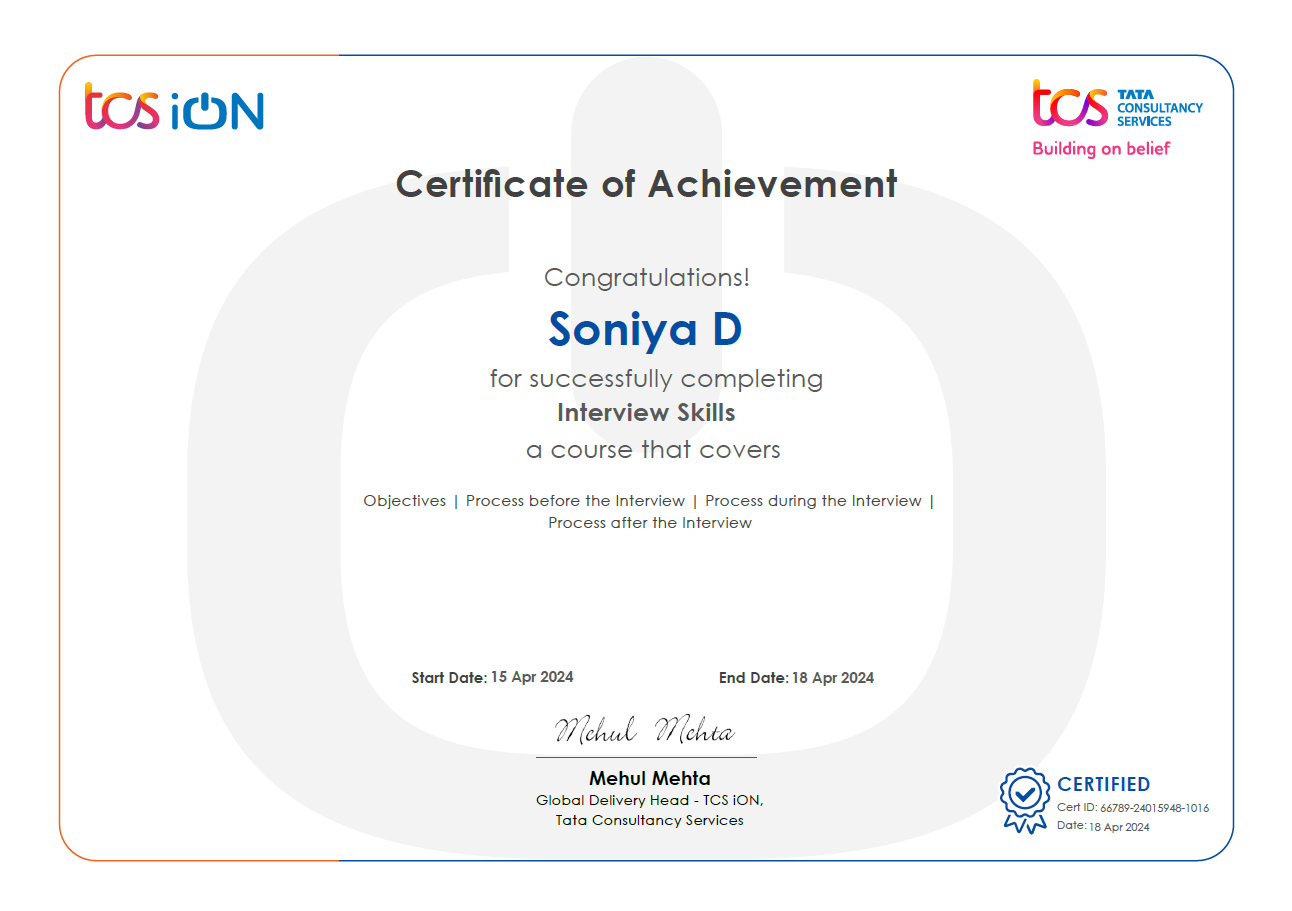 tcs iON
tcs TATA
CONSULTANCY
SERVICES
Building on belief
Certificate of Achievement
Congratulations!
Soniya D
for successfully completing
Interview Skills
a course that covers
Objectives | Process before the Interview | Process during the Interview |
Process after the Interview
Start Date: 15 Apr 2024
End Date: 18 Apr 2024
Mehul Mehta
Mehul Mehta
Global Delivery Head - TCS iON,
Tata Consultancy Services
CERTIFIED
Cert ID: 66789-24015948-1016
Date: 18 Apr 2024